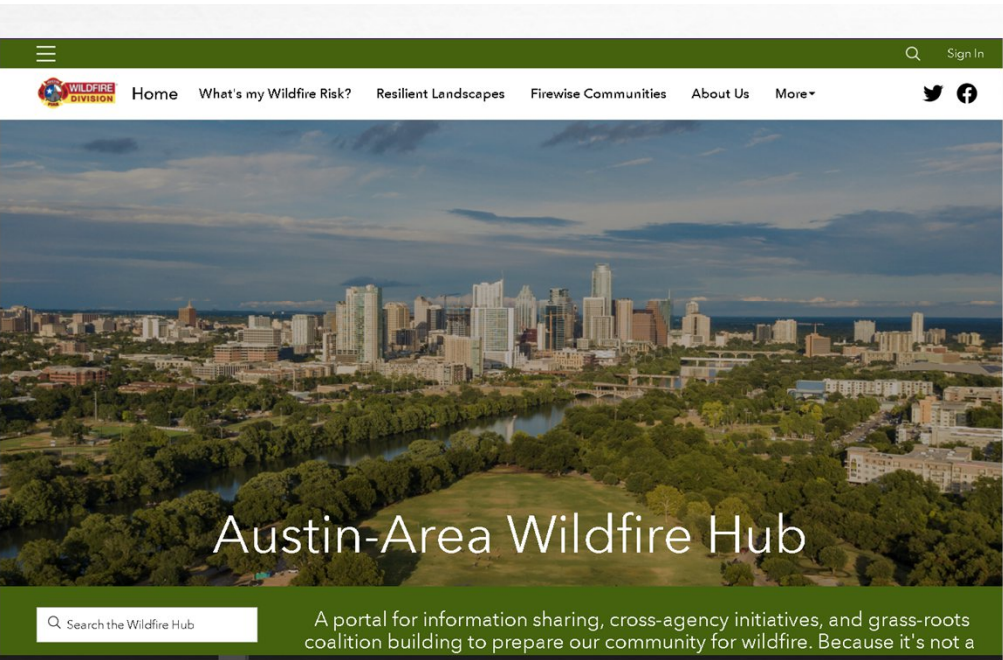 Sign In
WILDFIRE
DIVISION
Home What's my Wildfire Risk? Resilient Landscapes Firewise Communities About Us More
Austin-Area Wildfire Hub
Search the Wildfire Hub
A portal for information sharing, cross-agency initiatives, and grass-roots
coalition building to prepare our community for wildfire. Because it's not a